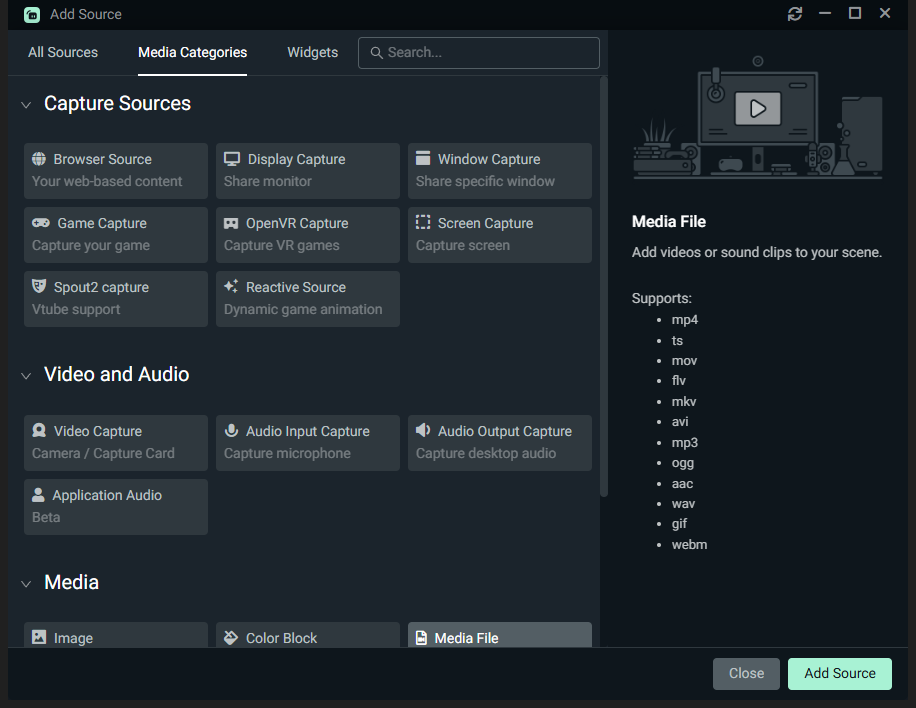 Add Source
All Sources
Media Categories
Widgets
Search...
Capture Sources
Browser Source
Your web-based content
Display Capture
Share monitor
Window Capture
Share specific window
Game Capture
Capture your game
OpenVR Capture
Capture VR games
Screen Capture
Capture screen
Spout2 capture
Vtube support
Reactive Source
Dynamic game animation
Video and Audio
Video Capture
Camera / Capture Card
Audio Input Capture
Capture microphone
Audio Output Capture
Capture desktop audio
Application Audio
Beta
Media
Image
Color Block
Media File
Media File
Add videos or sound clips to your scene.
Supports:
mp4
ts
mov
flv
mkv
avi
mp3
ogg
aac
wav
gif
webm
Close
Add Source